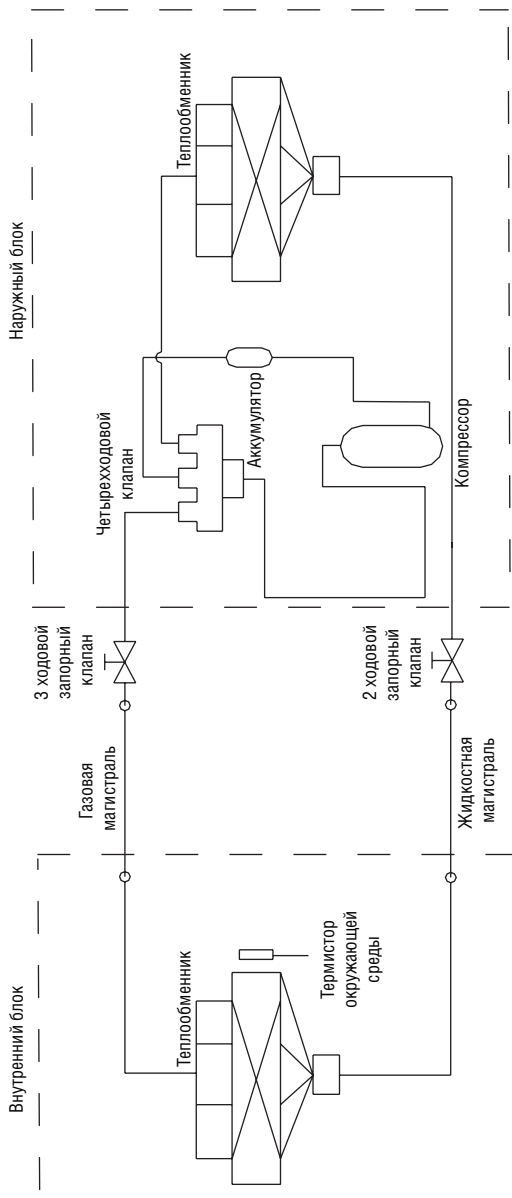 Внутренний блок
Теплообменник
Термистор
окружающей
среды
Газовая
магистраль
Жидкостная
магистраль
3 ходовой
запорный
клапан
2 ходовой
запорный
клапан
Наружный блок
Четырехходовой
клапан
Аккумулятор
Компрессор
Теплообменник